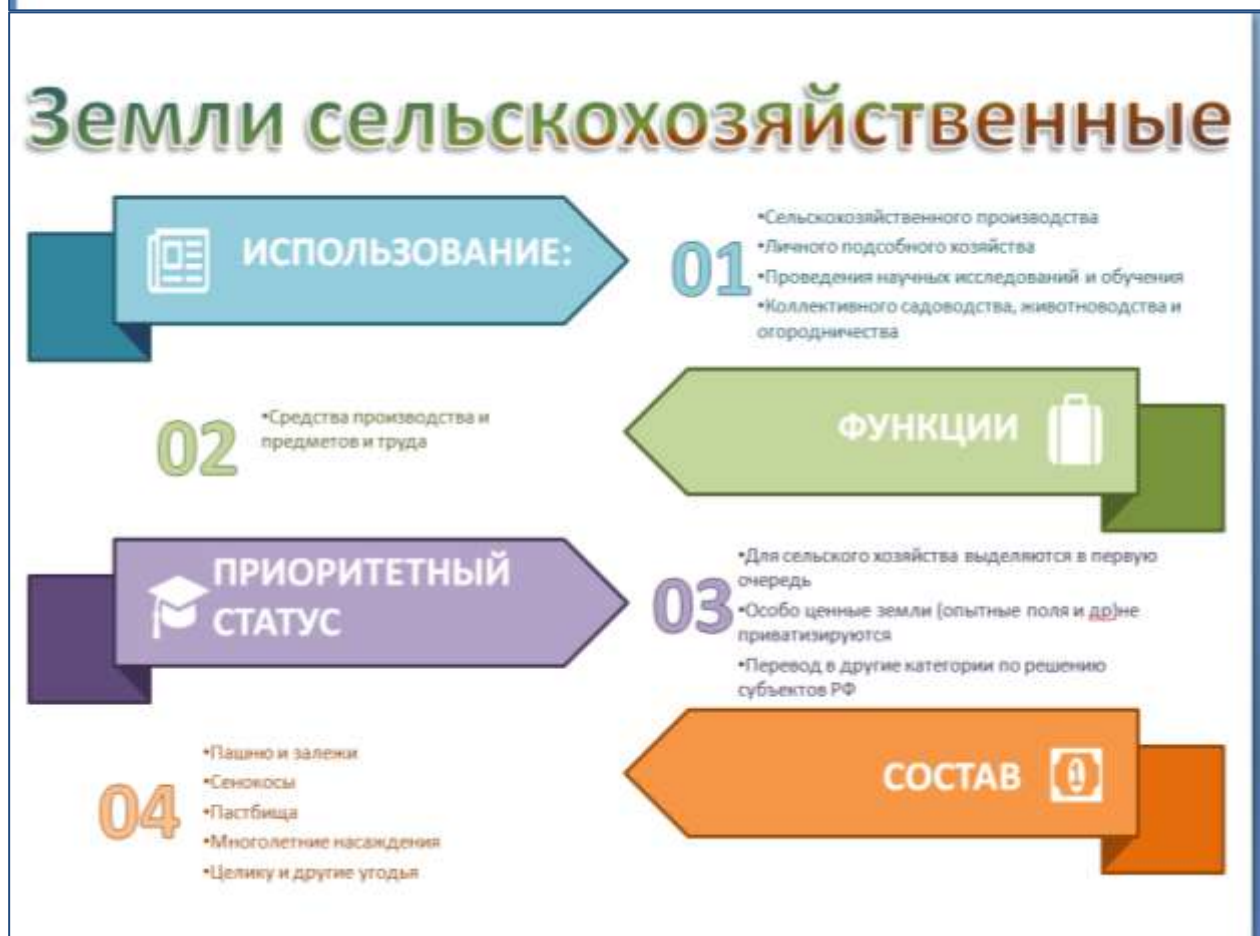 Земли сельскохозяйственные
ИСПОЛЬЗОВАНИЕ:
01
•Сельскохозяйственного производства
•Личного подсобного хозяйства
•Проведения научных исследований и обучения
•Коллективного садоводства, животноводства и
огородничества
02
•Средства производства и
предметов и труда
ФУНКЦИИ
ПРИОРИТЕТНЫЙ
СТАТУС
03
•Для сельского хозяйства выделяются в первую
очередь
•Особо ценные земли (опытные поля и др)не
приватизируются
•Перевод в другие категории по решению
субъектов РФ
04
•Пашню и залежи
•Сенокосы
•Пастбища
•Многолетние насаждения
•Целику и другие угодья
СОСТАВ
1